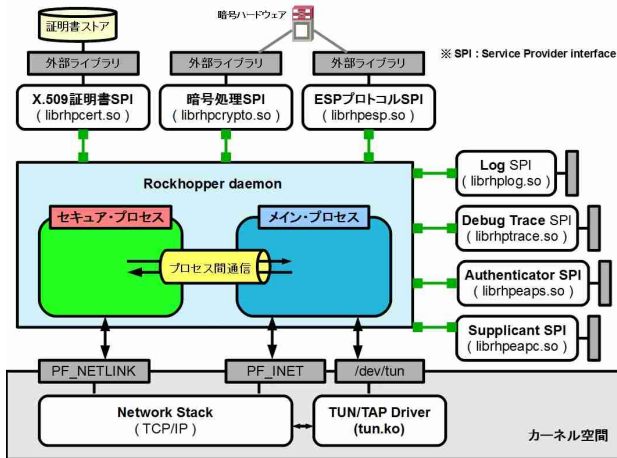 証明書ストア
暗号ハードウェア
外部ライブラリ
外部ライブラリ
外部ライブラリ
※ SPI : Service Provider interface
X.509証明書SPI
( librhpcert.so )
暗号処理SPI
( librhpcrypto.so )
ESPプロトコルSPI
( librhpesp.so )
Rockhopper daemon
セキュア・プロセス
メイン・プロセス
プロセス間通信
Log SPI
( librhplog.so )
Debug Trace SPI
( librhptrace.so )
Authenticator SPI
( librhpeaps.so )
Supplicant SPI
( librhpeapc.so )
PF_NETLINK
PF_INET
/dev/tun
Network Stack
( TCP/IP )
TUN/TAP Driver
(tun.ko)
カーネル空間